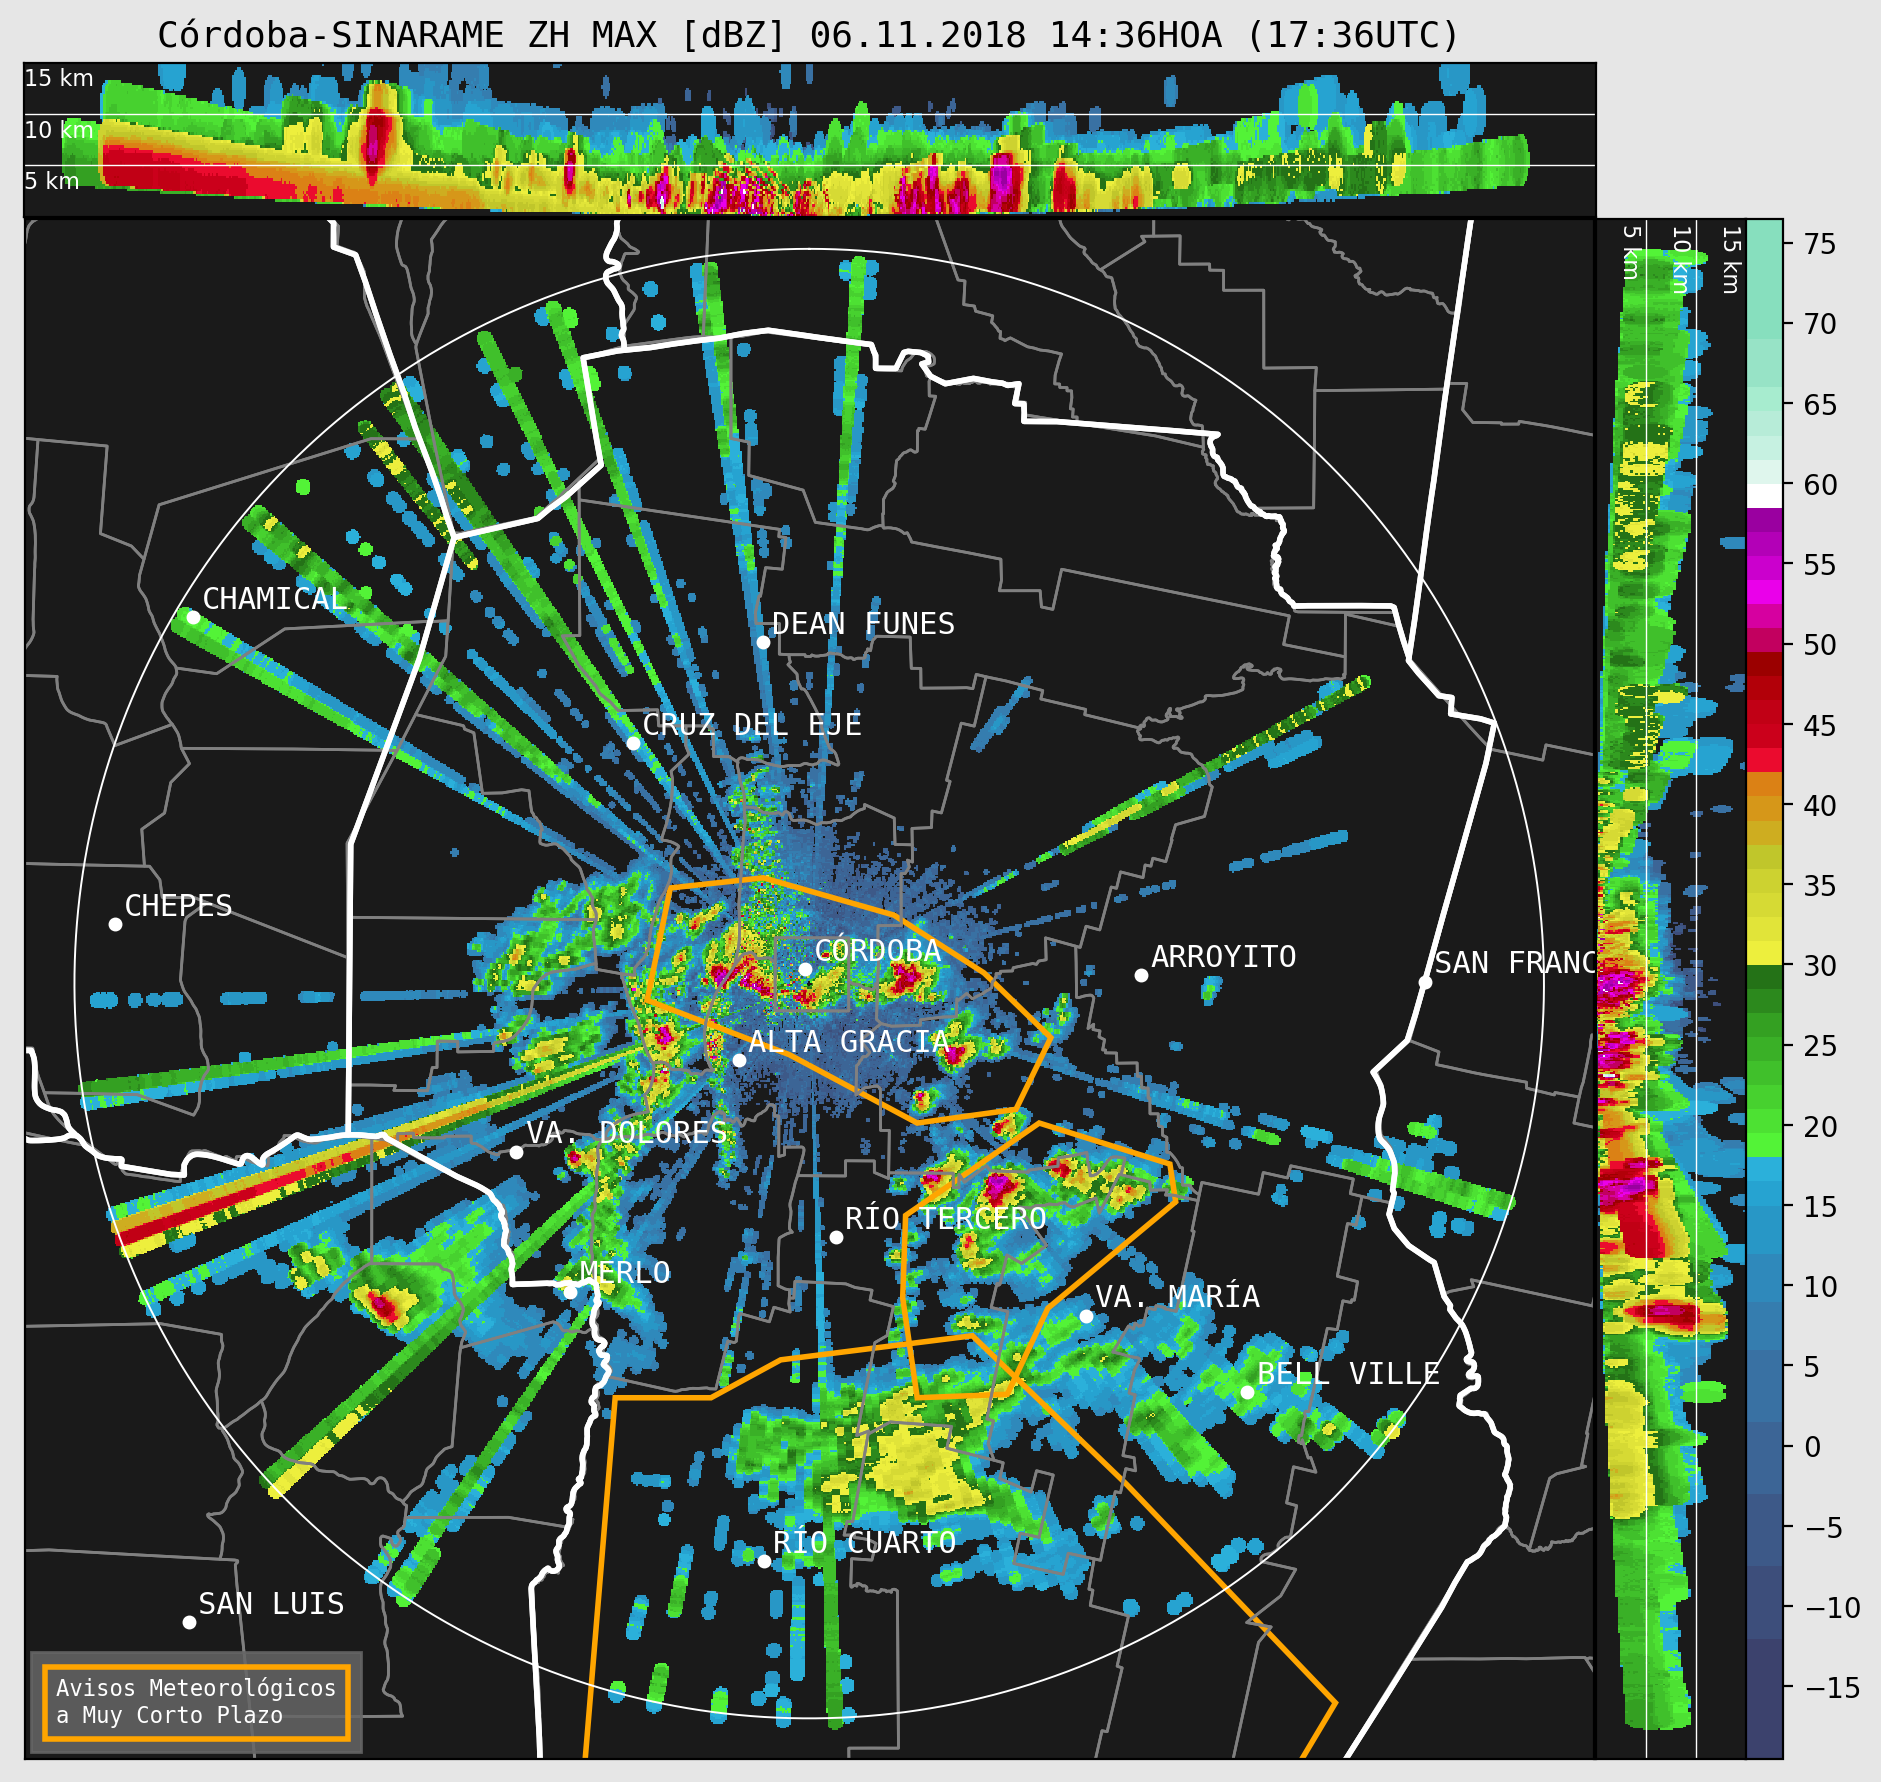 Córdoba-SINARAME ZH MAX [dBZ] 06.11.2018 14:36HOA (17:36UTC)
15 km
10 km
5 km
5 km
10 km
15 km
75
70
65
60
55
50
45
40
35
30
25
20
15
10
5
0
−5
−10
−15
CHAMICAL
DEAN FUNES
CRUZ DEL EJE
CHEPES
CÓRDOBA
ARROYITO
SAN FRANC
ALTA GRACIA
VA. DOLORES
RÍO TERCERO
MERLO
VA. MARÍA
BELL VILLE
RÍO CUARTO
SAN LUIS
Avisos Meteorológicos
a Muy Corto Plazo